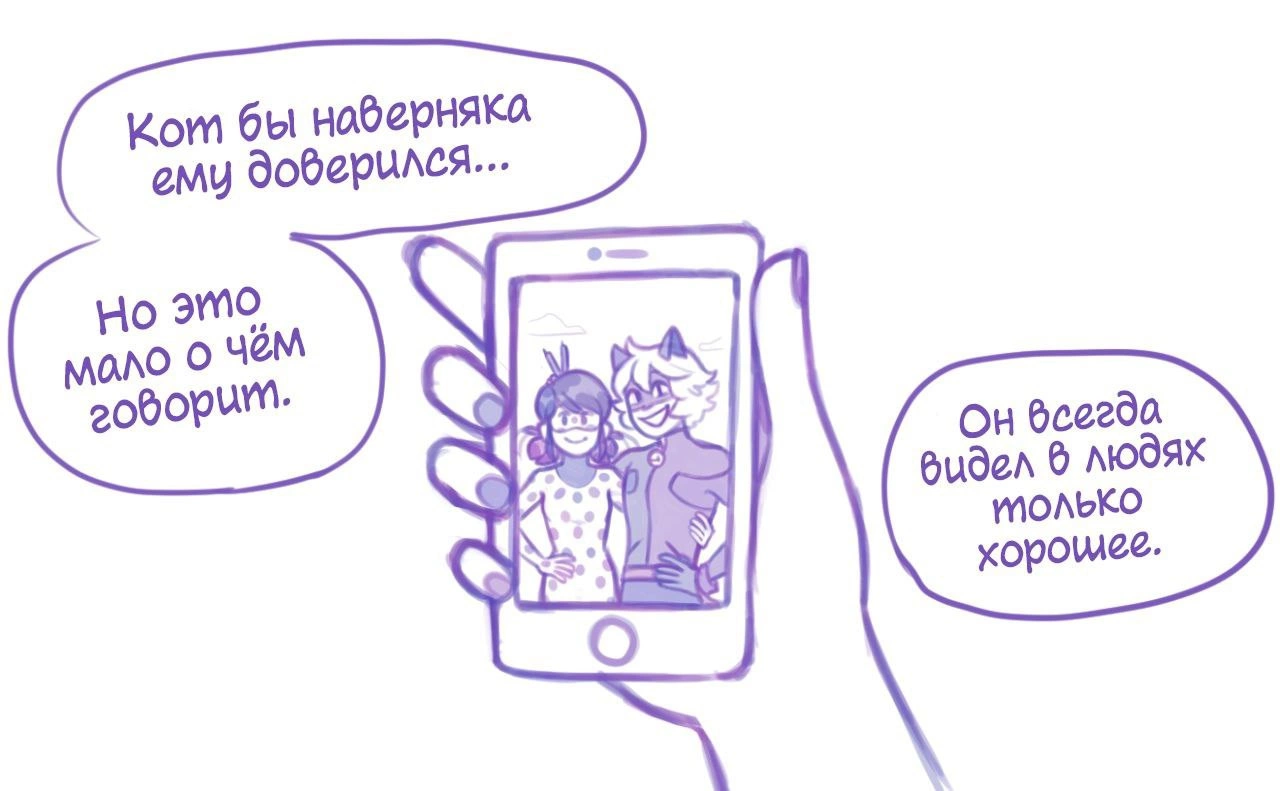 Кот бы наверняка
ему доверился...
Но это
мало о чём
говорит.
Он всегда
видел в людях
только
хорошее.